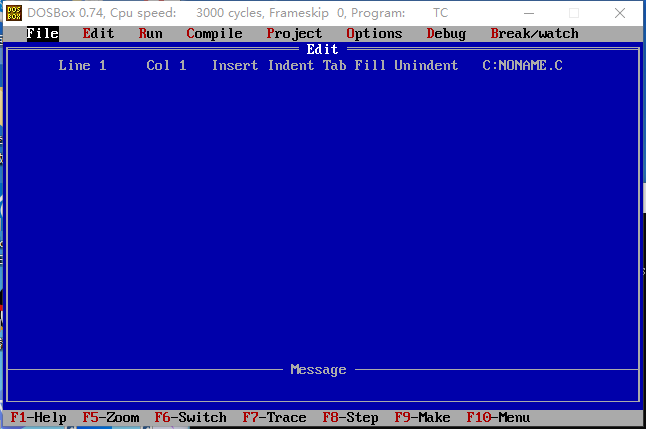 DOS BOX DOSBox 0.74, Cpu speed: 3000 cycles, Frameskip 0, Program: TC
File Edit Run Compile Project Options Debug Break/watch
Edit
Line 1 Col 1 Insert Indent Tab Fill Unindent C:NONAME.C
Message
F1-Help F5-Zoom F6-Switch F7-Trace F8-Step F9-Make F10-Menu